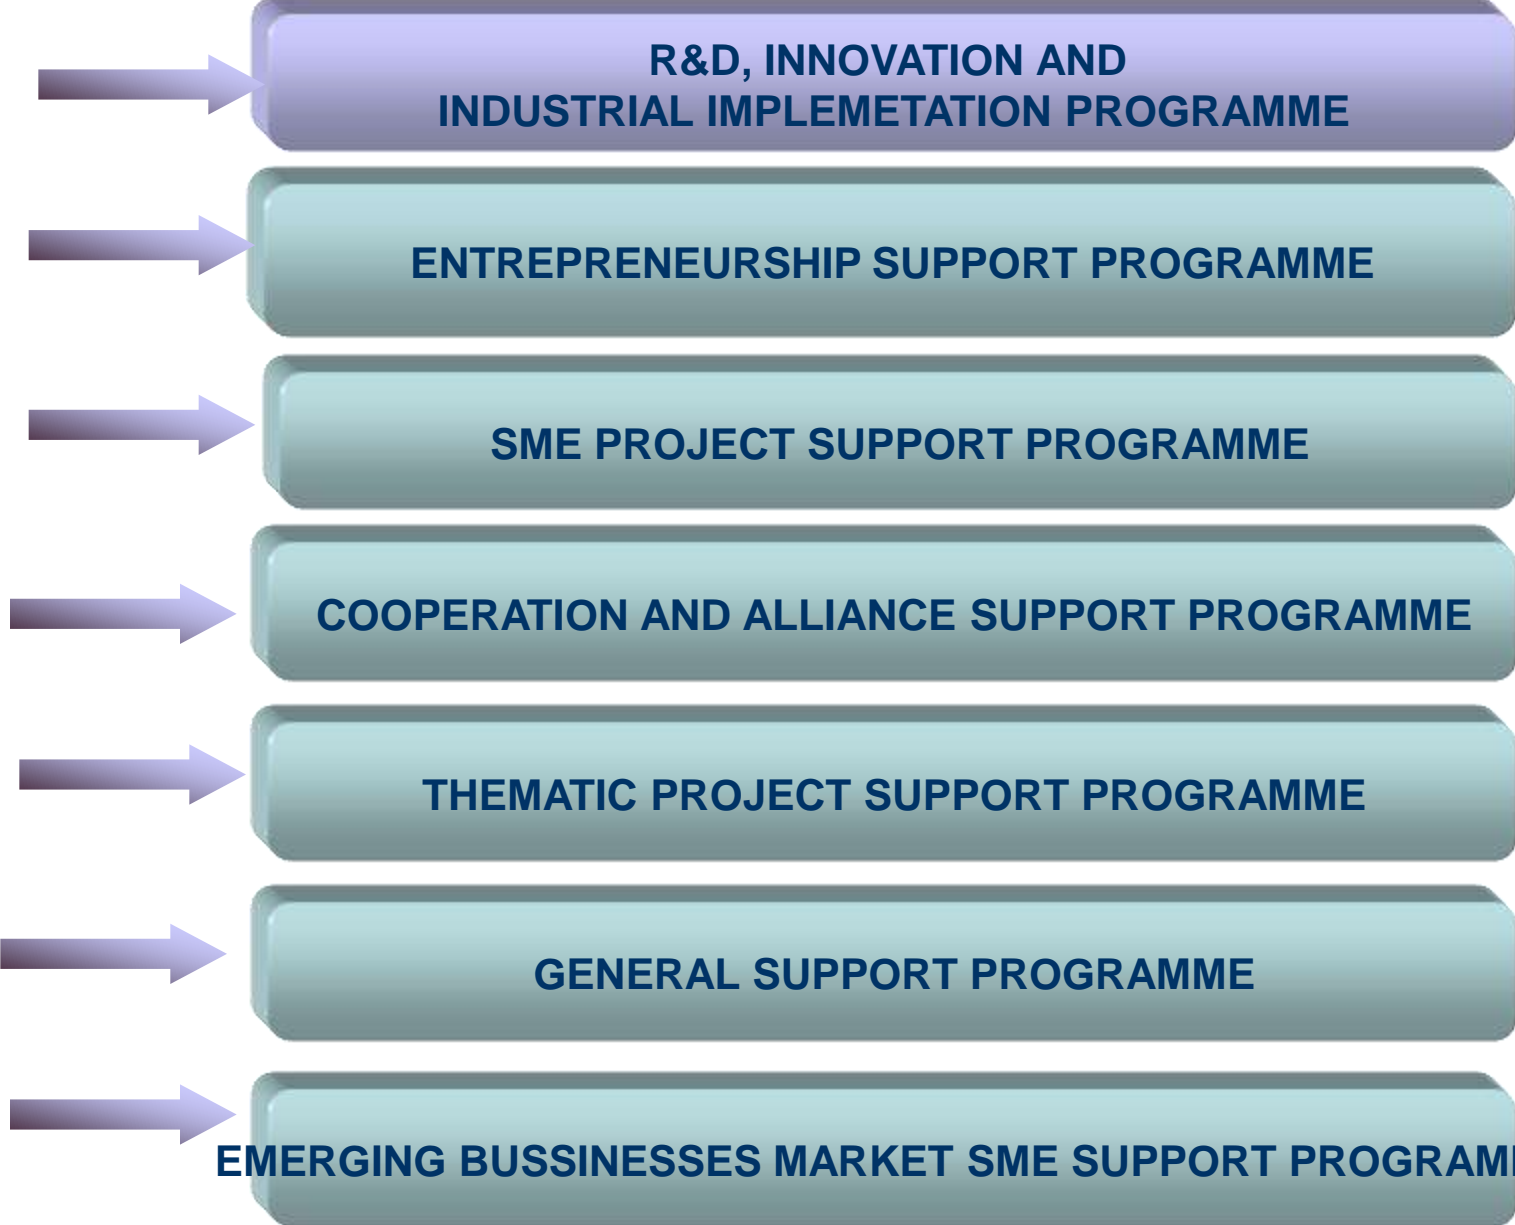 R&D, INNOVATION AND
INDUSTRIAL IMPLEMETATION PROGRAMME
ENTREPRENEURSHIP SUPPORT PROGRAMME
SME PROJECT SUPPORT PROGRAMME
COOPERATION AND ALLIANCE SUPPORT PROGRAMME
THEMATIC PROJECT SUPPORT PROGRAMME
GENERAL SUPPORT PROGRAMME
EMERGING BUSSINESSES MARKET SME SUPPORT